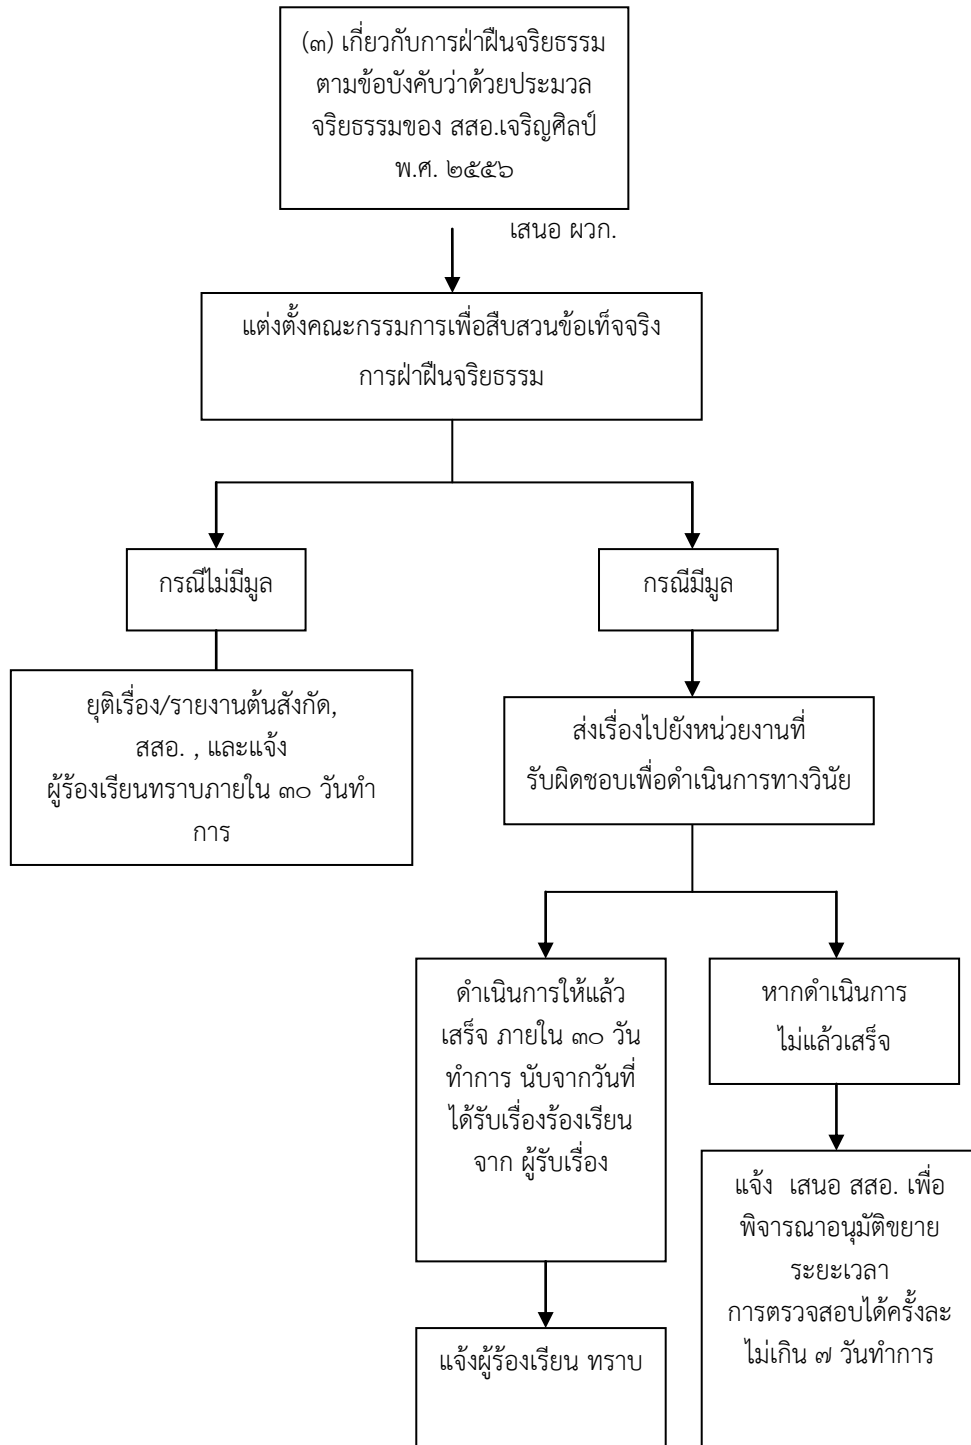 (๓) เกี่ยวกับการฝ่าฝืนจริยธรรม
ตามข้อบังคับว่าด้วยประมวล
จริยธรรมของ สสอ.เจริญศิลป์
พ.ศ. ๒๕๕๖
เสนอ ผวก.
แต่งตั้งคณะกรรมการเพื่อสืบสวนข้อเท็จจริง
การฝ่าฝืนจริยธรรม
กรณีไม่มีมูล
กรณีมีมูล
ยุติเรื่อง/รายงานต้นสังกัด,
สสอ. , และแจ้ง
ผู้ร้องเรียนทราบภายใน ๓๐ วันทำ
การ
ส่งเรื่องไปยังหน่วยงานที่
รับผิดชอบเพื่อดำเนินการทางวินัย
ดำเนินการให้แล้ว
เสร็จ ภายใน ๓๐ วัน
ทำการ นับจากวันที่
ได้รับเรื่องร้องเรียน
จาก ผู้รับเรื่อง
หากดำเนินการ
ไม่แล้วเสร็จ
แจ้ง เสนอ สสอ. เพื่อ
พิจารณาอนุมัติขยาย
ระยะเวลา
การตรวจสอบได้ครั้งละ
ไม่เกิน ๗ วันทำการ
แจ้งผู้ร้องเรียน ทราบ